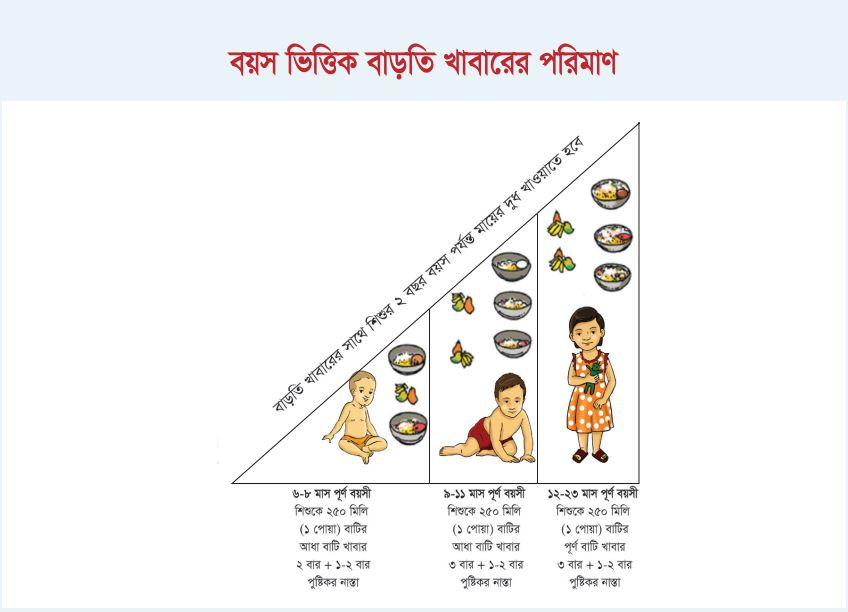 বয়স ভিত্তিক বাড়তি খাবারের পরিমাণ
বাড়তি খাবারের সাথে শিশুর ২ বছর বয়স পর্যন্ত মায়ের দুধ খাওয়াতে হবে
৬-৮ মাস পূর্ণ বয়সী
শিশুকে ২৫০ মিলি
(১ পোয়া) বাটির
আধা বাটি খাবার
২ বার + ১-২ বার
পুষ্টিকর নাস্তা
৯-১১ মাস পূর্ণ বয়সী
শিশুকে ২৫০ মিলি
(১ পোয়া) বাটির
আধা বাটি খাবার
৩ বার + ১-২ বার
পুষ্টিকর নাস্তা
১২-২৩ মাস পূর্ণ বয়সী
শিশুকে ২৫০ মিলি
(১ পোয়া) বাটির
পূর্ণ বাটি খাবার
৩ বার + ১-২ বার
পুষ্টিকর নাস্তা